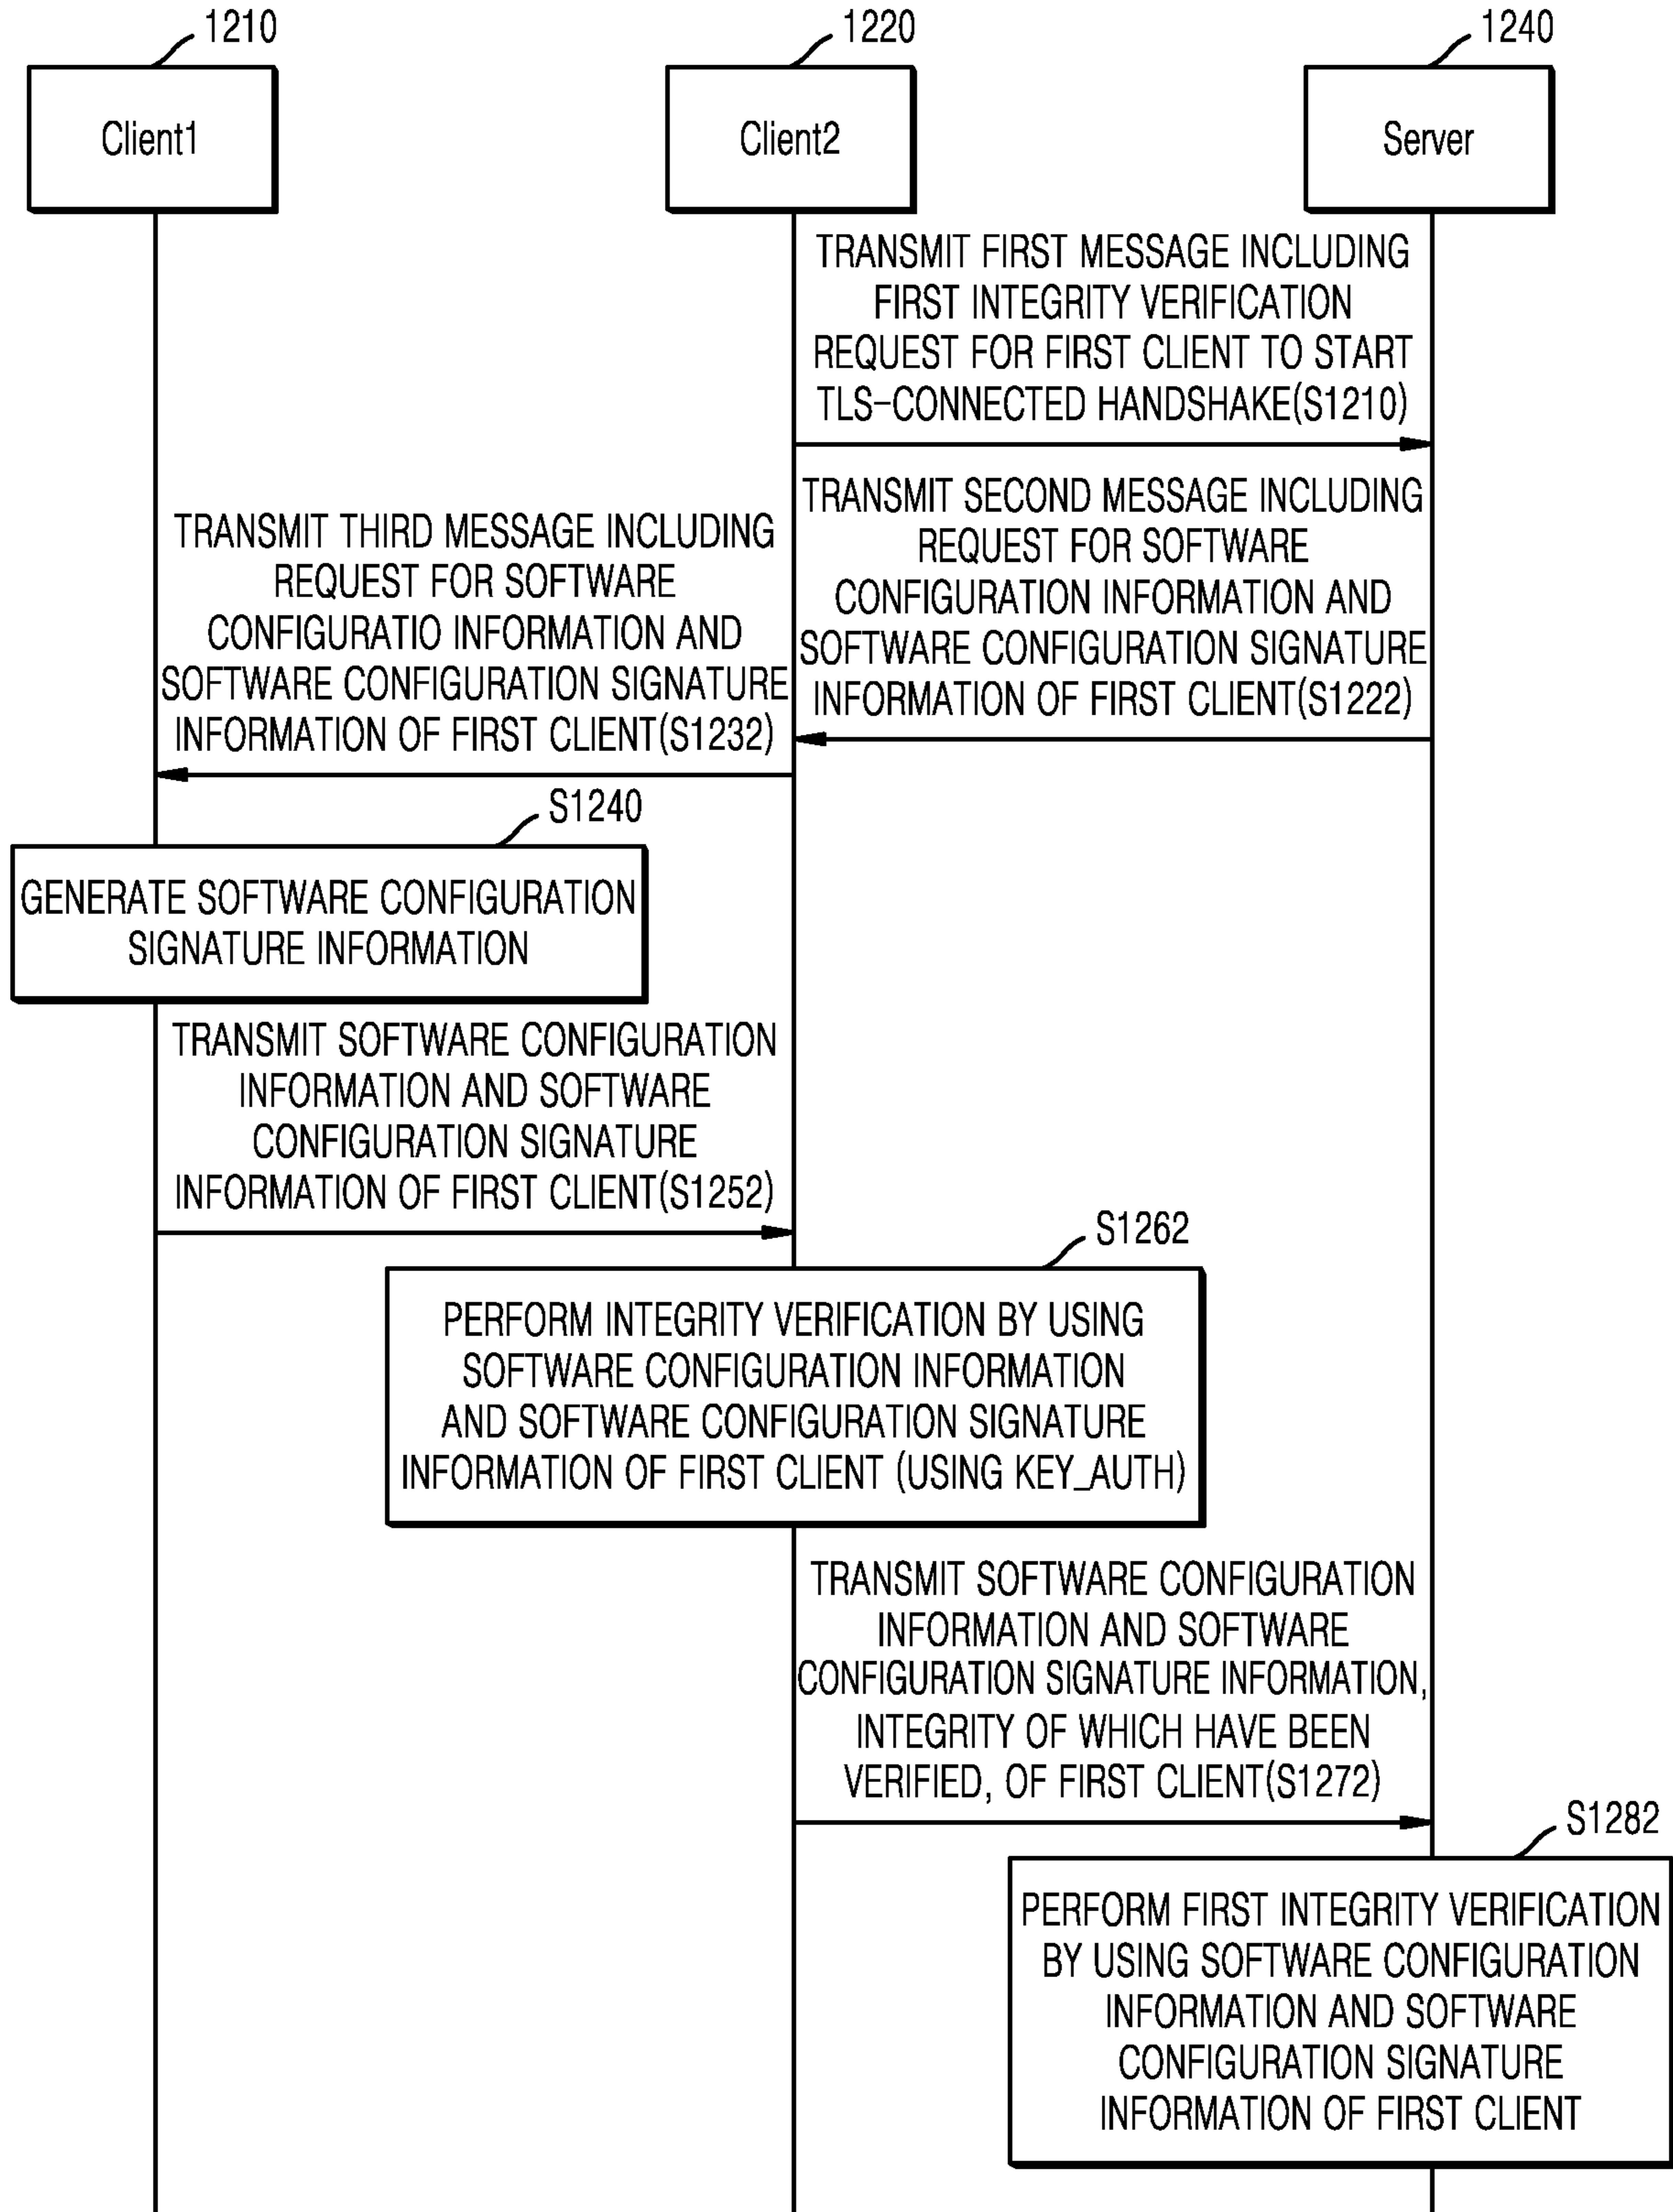 1210
1220
1240
Client1
Client2
Server
TRANSMIT FIRST MESSAGE INCLUDING
FIRST INTEGRITY VERIFICATION
REQUEST FOR FIRST CLIENT TO START
TLS-CONNECTED HANDSHAKE(S1210)
TRANSMIT SECOND MESSAGE INCLUDING
REQUEST FOR SOFTWARE
CONFIGURATION INFORMATION AND
SOFTWARE CONFIGURATION SIGNATURE
INFORMATION OF FIRST CLIENT(S1222)
TRANSMIT THIRD MESSAGE INCLUDING
REQUEST FOR SOFTWARE
CONFIGURATIO INFORMATION AND
SOFTWARE CONFIGURATION SIGNATURE
INFORMATION OF FIRST CLIENT(S1232)
S1240
GENERATE SOFTWARE CONFIGURATION
SIGNATURE INFORMATION
TRANSMIT SOFTWARE CONFIGURATION
INFORMATION AND SOFTWARE
CONFIGURATION SIGNATURE
INFORMATION OF FIRST CLIENT(S1252)
S1262
PERFORM INTEGRITY VERIFICATION BY USING
SOFTWARE CONFIGURATION INFORMATION
AND SOFTWARE CONFIGURATION SIGNATURE
INFORMATION OF FIRST CLIENT (USING KEY_AUTH)
TRANSMIT SOFTWARE CONFIGURATION
INFORMATION AND SOFTWARE
CONFIGURATION SIGNATURE INFORMATION,
INTEGRITY OF WHICH HAVE BEEN
VERIFIED, OF FIRST CLIENT(S1272)
S1282
PERFORM FIRST INTEGRITY VERIFICATION
BY USING SOFTWARE CONFIGURATION
INFORMATION AND SOFTWARE
CONFIGURATION SIGNATURE
INFORMATION OF FIRST CLIENT